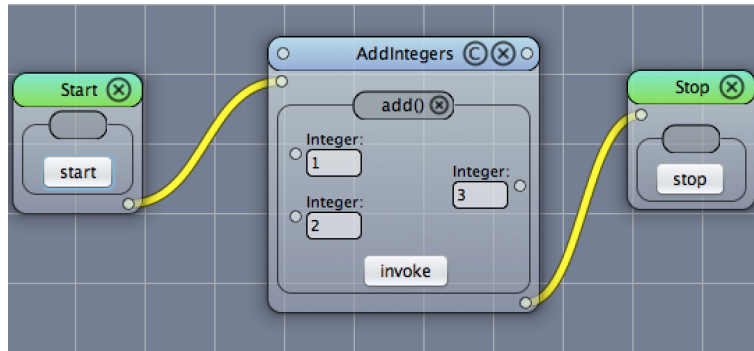 Start
start
AddIntegers C
add()
Integer:
1
Integer:
2
Integer:
3
invoke
Stop
stop